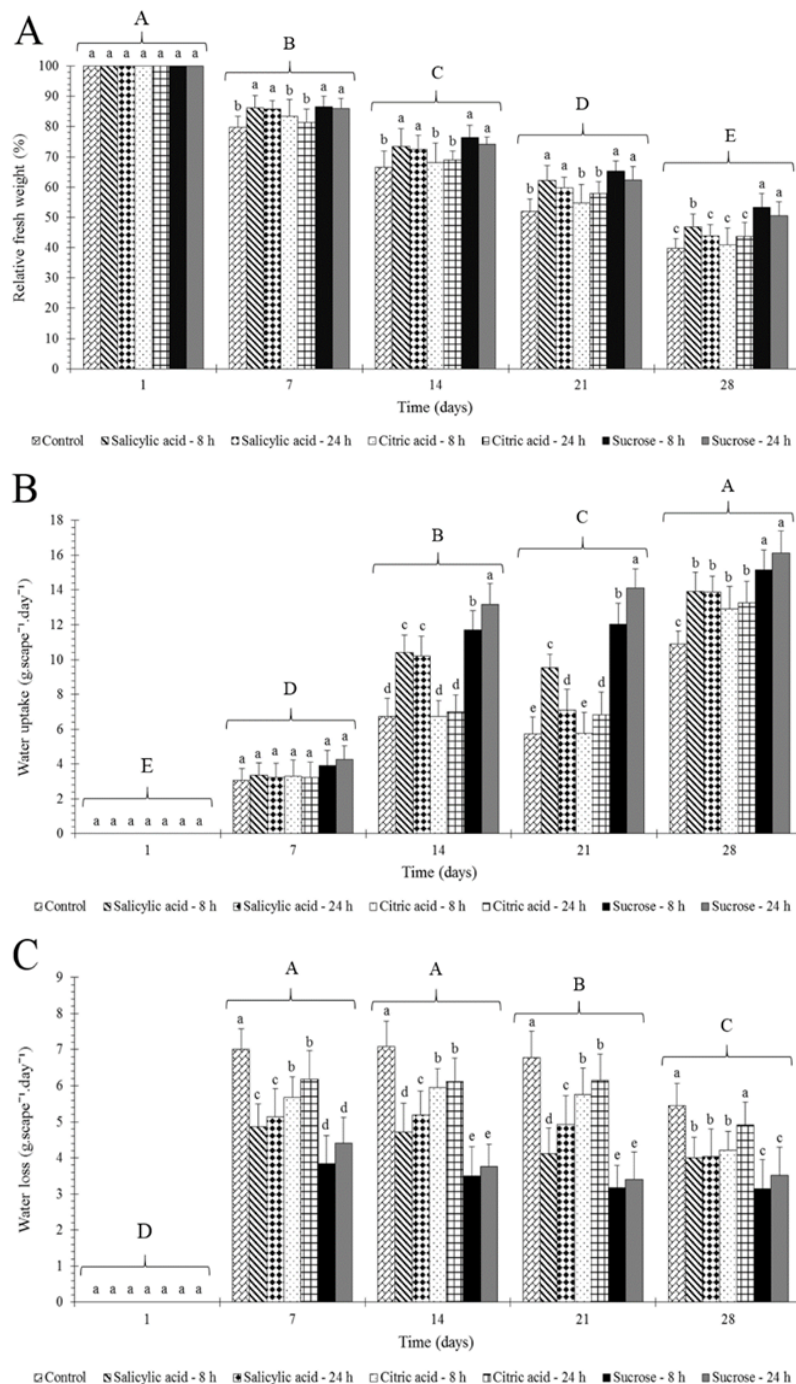 A
A
a a a a a a a
B
b a a b b a a
C
b a a b b a a
D
b a a b b a a
E
c b c c c a a
Relative fresh weight (%)
100
90
80
70
60
50
40
30
20
10
0
1 7 14 21 28
Time (days)
Control Salicylic acid - 8 h Salicylic acid - 24 h Citric acid - 8 h Citric acid - 24 h Sucrose - 8 h Sucrose - 24 h
B
E
a a a a a a a
D
a a a a a a a
B
d c c d d b a
C
e c d e d b a
A
c b b b b a a
Water uptake (g.scape⁻¹.day⁻¹)
18
16
14
12
10
8
6
4
2
0
1 7 14 21 28
Time (days)
Control Salicylic acid - 8 h Salicylic acid - 24 h Citric acid - 8 h Citric acid - 24 h Sucrose - 8 h Sucrose - 24 h
C
D
a a a a a a a
A
a c c b b d d
A
a d c b b e e
B
a d c b b e e
C
a b b b a c c
Water loss (g.scape⁻¹.day⁻¹)
9
8
7
6
5
4
3
2
1
0
1 7 14 21 28
Time (days)
Control Salicylic acid - 8 h Salicylic acid - 24 h Citric acid - 8 h Citric acid - 24 h Sucrose - 8 h Sucrose - 24 h